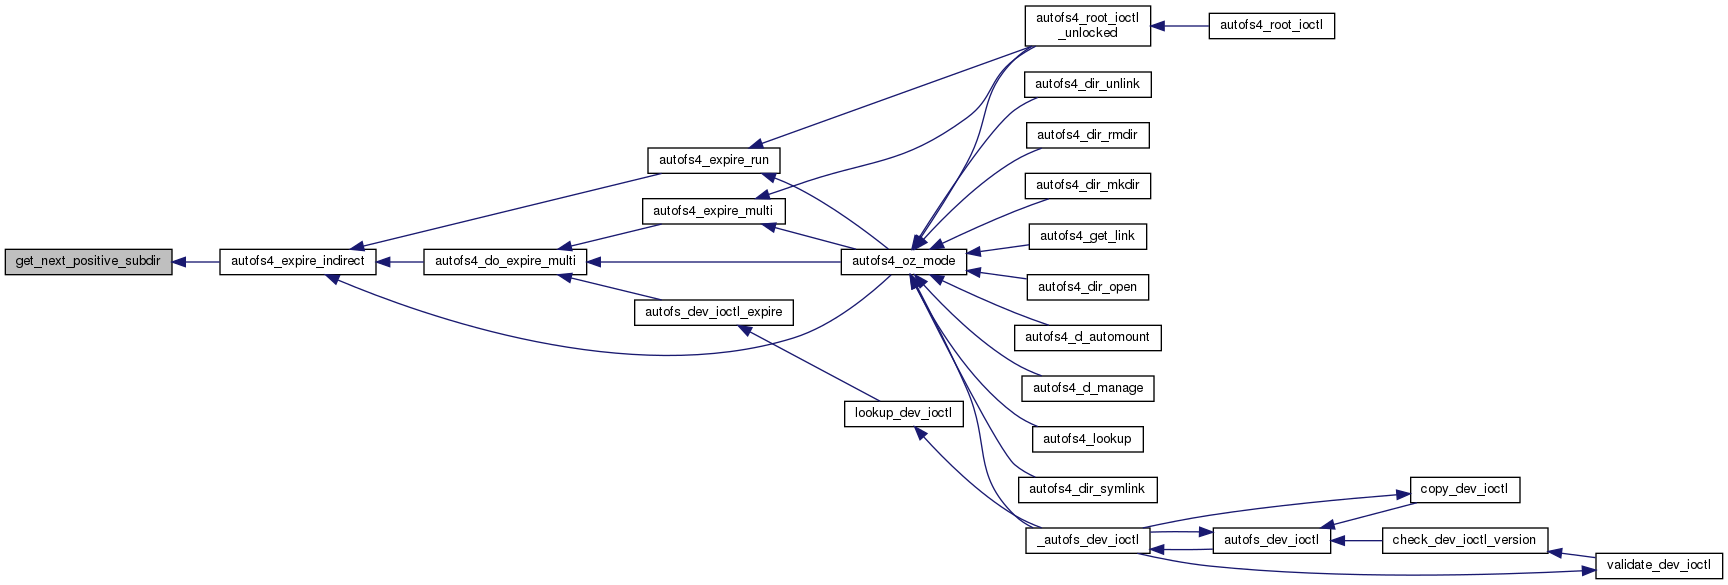 autofs4_root_ioctl
_unlocked
autofs4_root_ioctl
autofs4_dir_unlink
autofs4_dir_rmdir
autofs4_expire_run
autofs4_dir_mkdir
autofs4_expire_multi
autofs4_get_link
get_next_positive_subdir
autofs4_expire_indirect
autofs4_do_expire_multi
autofs4_oz_mode
autofs4_dir_open
autofs_dev_ioctl_expire
autofs4_d_automount
autofs4_d_manage
lookup_dev_ioctl
autofs4_lookup
autofs4_dir_symlink
copy_dev_ioctl
_autofs_dev_ioctl
autofs_dev_ioctl
check_dev_ioctl_version
validate_dev_ioctl